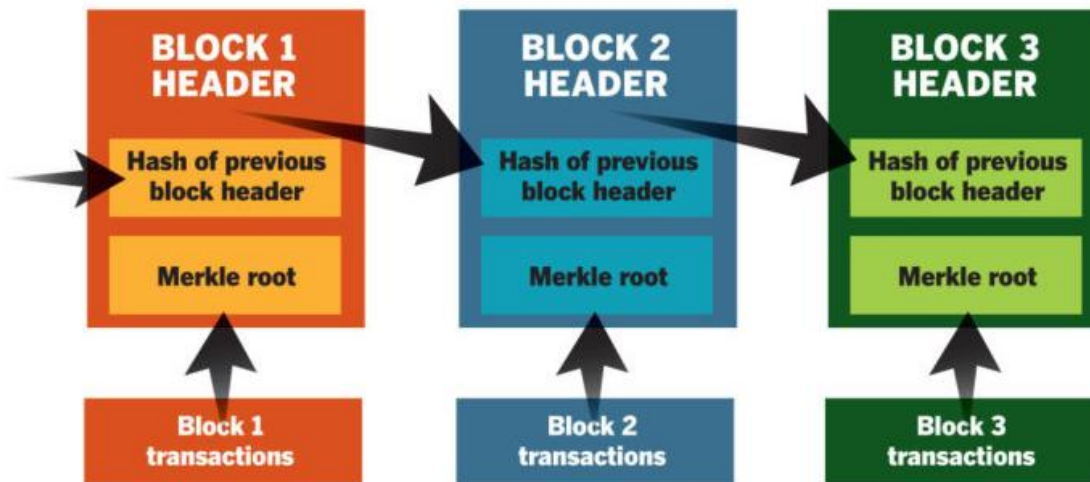 BLOCK 1
HEADER
Hash of previous
block header
Merkle root
Block 1
transactions
BLOCK 2
HEADER
Hash of previous
block header
Merkle root
Block 2
transactions
BLOCK 3
HEADER
Hash of previous
block header
Merkle root
Block 3
transactions